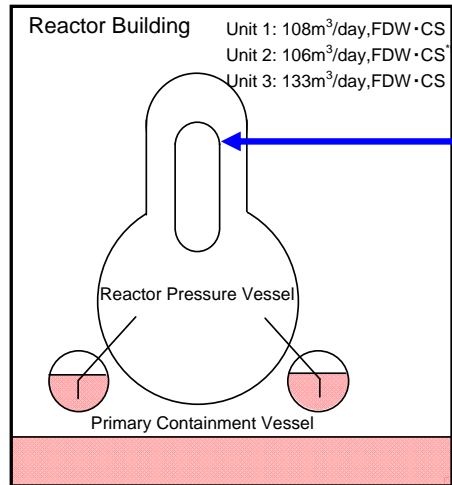 Reactor Building
Unit 1: 108m³/day,FDW・CS
Unit 2: 106m³/day,FDW・CS*
Unit 3: 133m³/day,FDW・CS
Reactor Pressure Vessel
Primary Containment Vessel